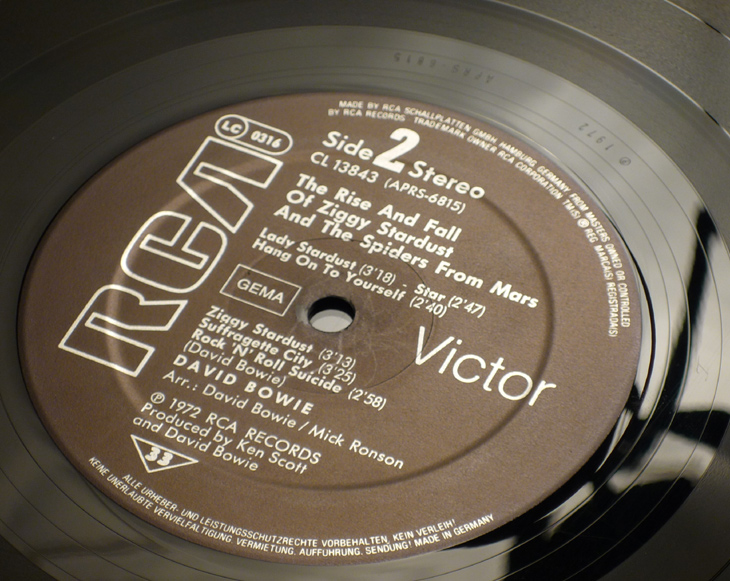 MADE BY RCA SCHALLPLATTEN GMBH, HAMBURG, GERMANY, FROM MASTERS OWNED OR CONTROLLED
BY RCA RECORDS TRADEMARK OWNER RCA CORPORATION TM(S) ® REG MARCA(S) REGISTRADA(S)
LC 0316
RCA
Side 2 Stereo
CL 13843 (APRS-6815)
The Rise And Fall
Of Ziggy Stardust
And The Spiders From Mars
Lady Stardust (3'18) - Star (2'47)
Hang On To Yourself (2'40)
GEMA
Victor
Ziggy Stardust (3'13)
Suffragette City (3'25)
Rock 'N' Roll Suicide (2'58)
(David Bowie)
DAVID BOWIE
Arr.: David Bowie / Mick Ronson
℗ 1972 RCA RECORDS
Produced by Ken Scott
and David Bowie
33
ALLE URHEBER- UND LEISTUNGSSCHUTZRECHTE VORBEHALTEN, KEIN VERLEIH!
KEINE UNERLAUBTE VERVIELFÄLTIGUNG, VERMIETUNG, AUFFÜHRUNG, SENDUNG! MADE IN GERMANY
℗ 1972